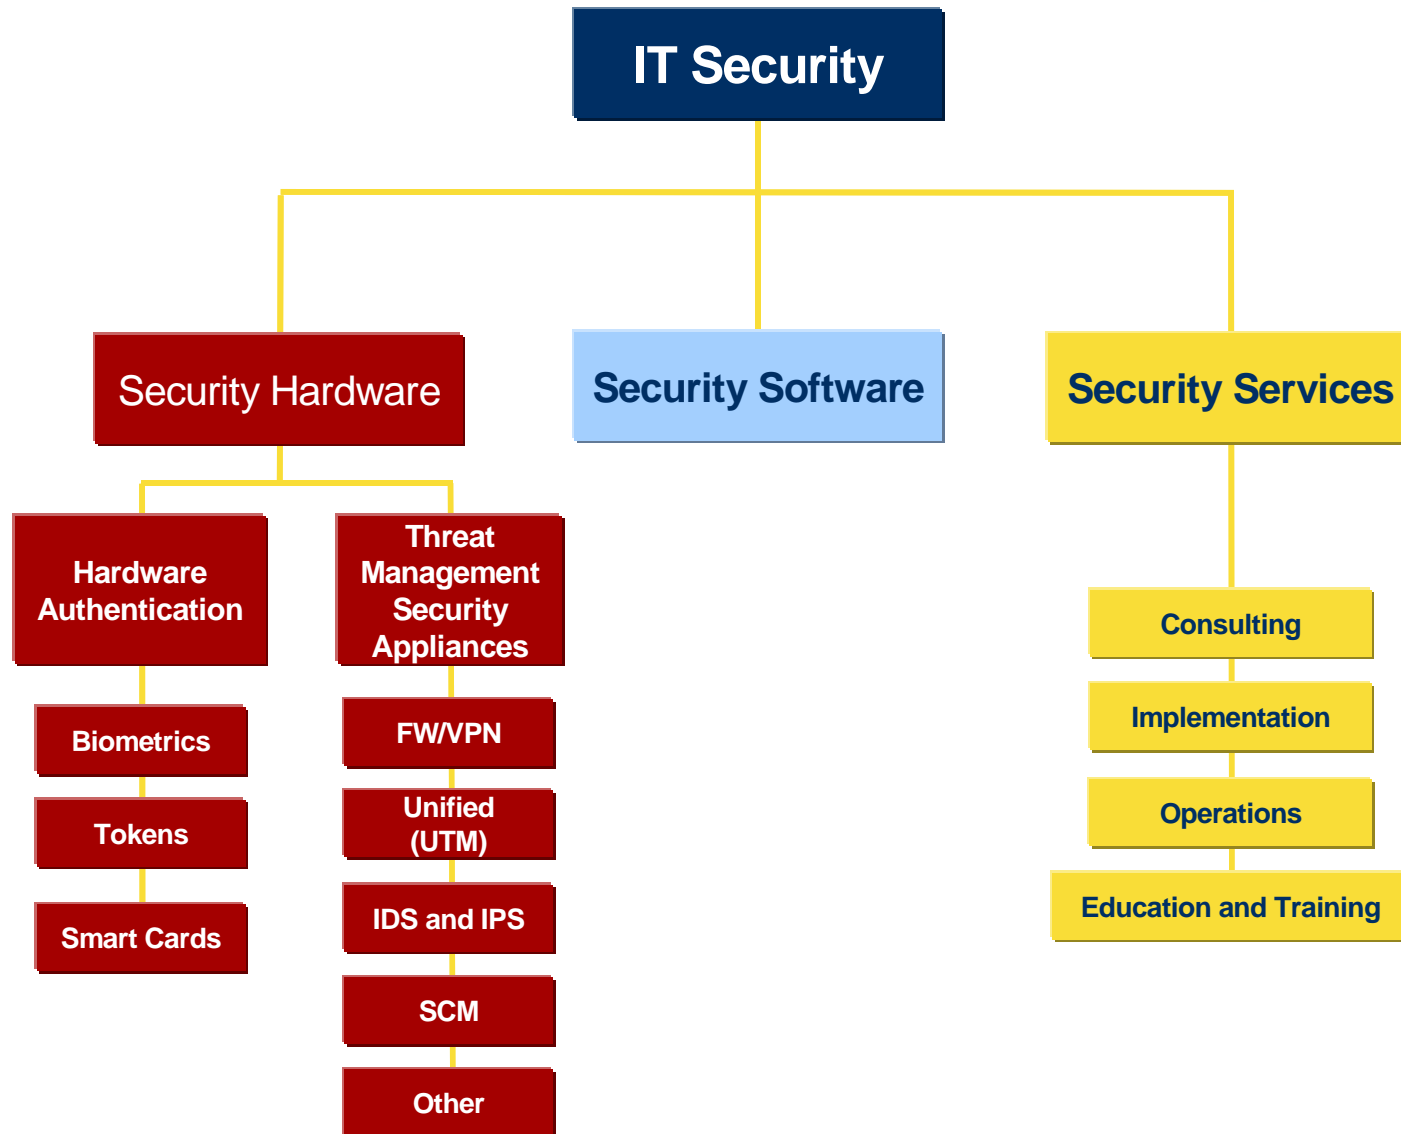 IT Security
Security Hardware
Security Software
Security Services
Hardware
Authentication
Biometrics
Tokens
Smart Cards
Threat
Management
Security
Appliances
FW/VPN
Unified
(UTM)
IDS and IPS
SCM
Other
Consulting
Implementation
Operations
Education and Training